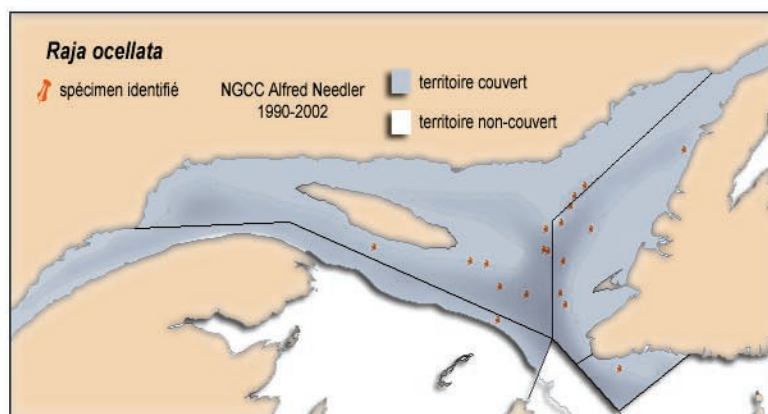 Raja ocellata
spécimen identifié
NGCC Alfred Needler
1990-2002
territoire couvert
territoire non-couvert